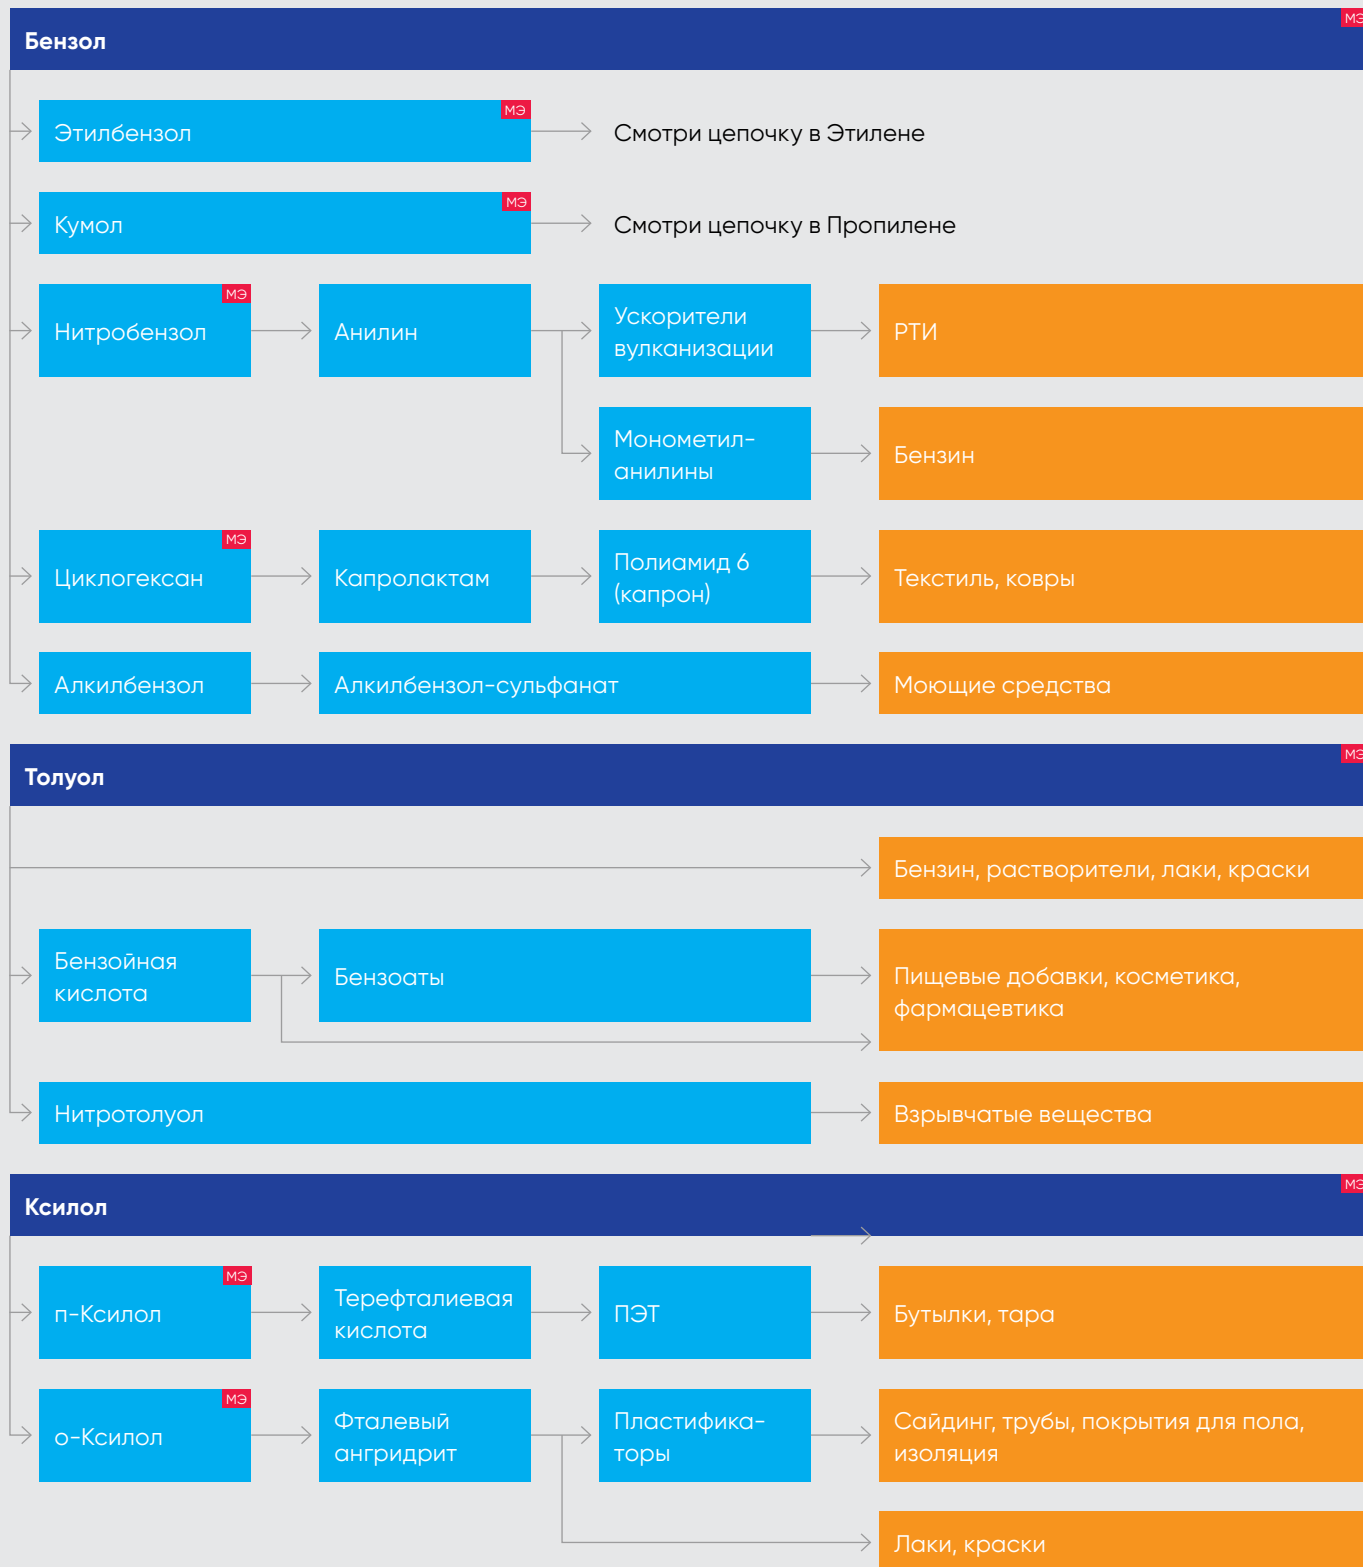 МЭ
Бензол
МЭ
Этилбензол
Смотри цепочку в Этилене
МЭ
Кумол
Смотри цепочку в Пропилене
МЭ
Нитробензол
Анилин
Ускорители
вулканизации
РТИ
Монометил-
анилины
Бензин
МЭ
Циклогексан
Капролактам
Полиамид 6
(капрон)
Текстиль, ковры
Алкилбензол
Алкилбензол-сульфанат
Моющие средства
МЭ
Толуол
Бензин, растворители, лаки, краски
Бензойная
кислота
Бензоаты
Пищевые добавки, косметика,
фармацевтика
Нитротолуол
Взрывчатые вещества
МЭ
Ксилол
МЭ
п-Ксилол
Терефталиевая
кислота
ПЭТ
Бутылки, тара
МЭ
о-Ксилол
Фталевый
ангридрит
Пластифика-
торы
Сайдинг, трубы, покрытия для пола,
изоляция
Лаки, краски